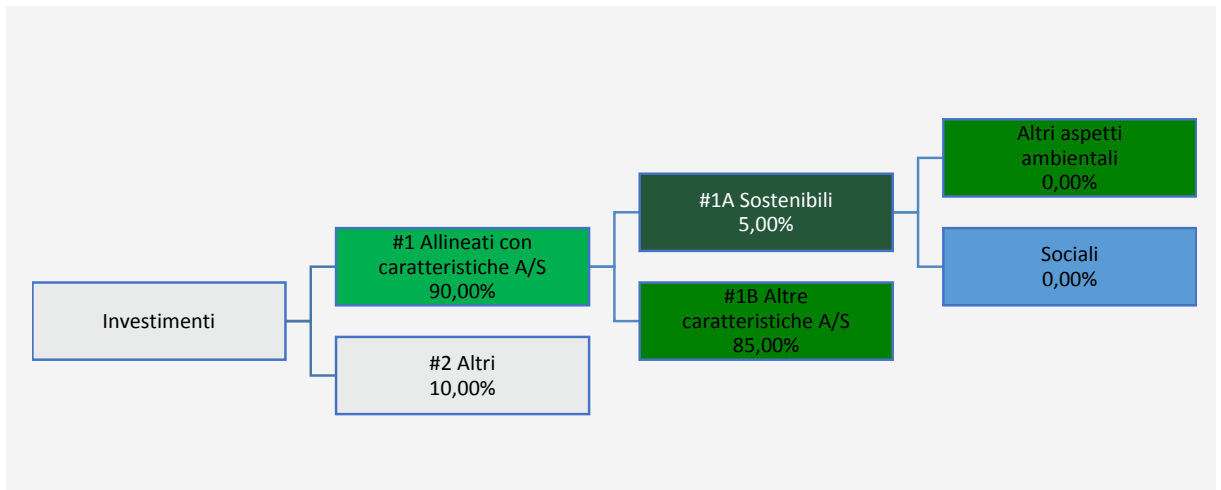 Investimenti
#1 Allineati con
caratteristiche A/S
90,00%
#2 Altri
10,00%
#1A Sostenibili
5,00%
#1B Altre
caratteristiche A/S
85,00%
Altri aspetti
ambientali
0,00%
Sociali
0,00%